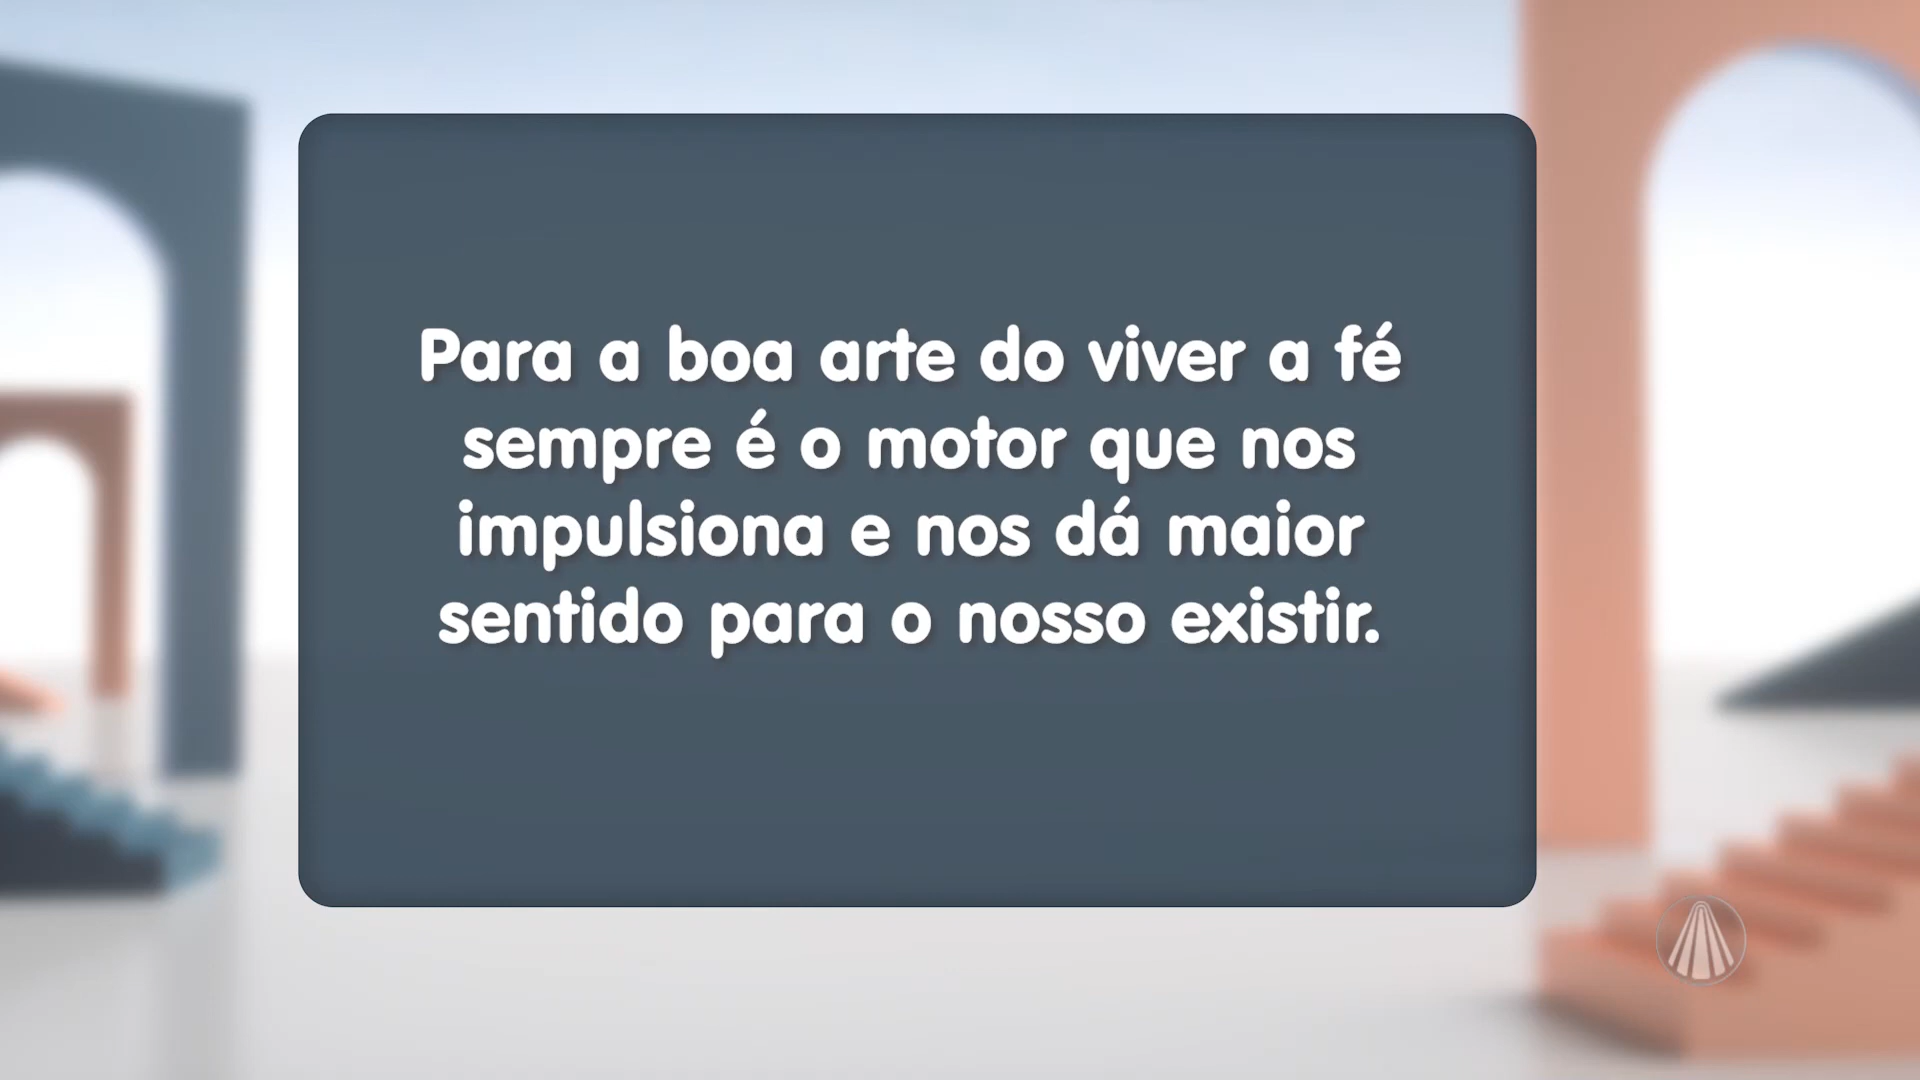 Para a boa arte do viver a fé
sempre é o motor que nos
impulsiona e nos dá maior
sentido para o nosso existir.